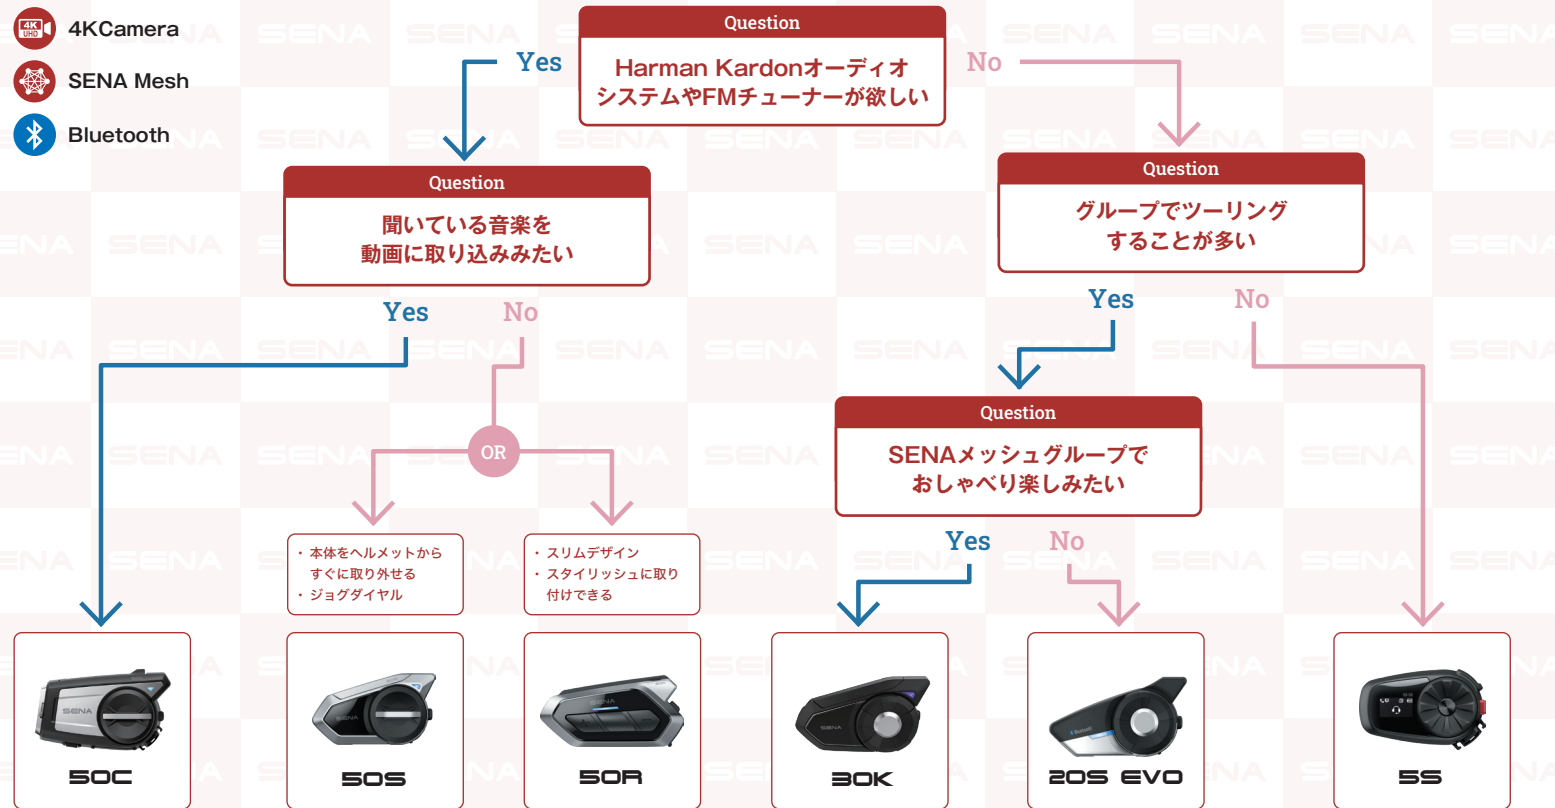 4K
UHD
4KCamera
SENA Mesh
Bluetooth
Question
Harman Kardonオーディオ
システムやFMチューナーが欲しい
Yes
No
Question
聞いている音楽を
動画に取り込みみたい
Yes
No
Question
グループでツーリング
することが多い
Yes
No
OR
Question
SENAメッシュグループで
おしゃべり楽しみたい
Yes
No
・本体をヘルメットから
すぐに取り外せる
・ジョグダイヤル
・スリムデザイン
・スタイリッシュに取り
付けできる
SENA
50C
SENA
50S
SENA
50R
SENA
30K
Bluetooth
20S EVO
5S